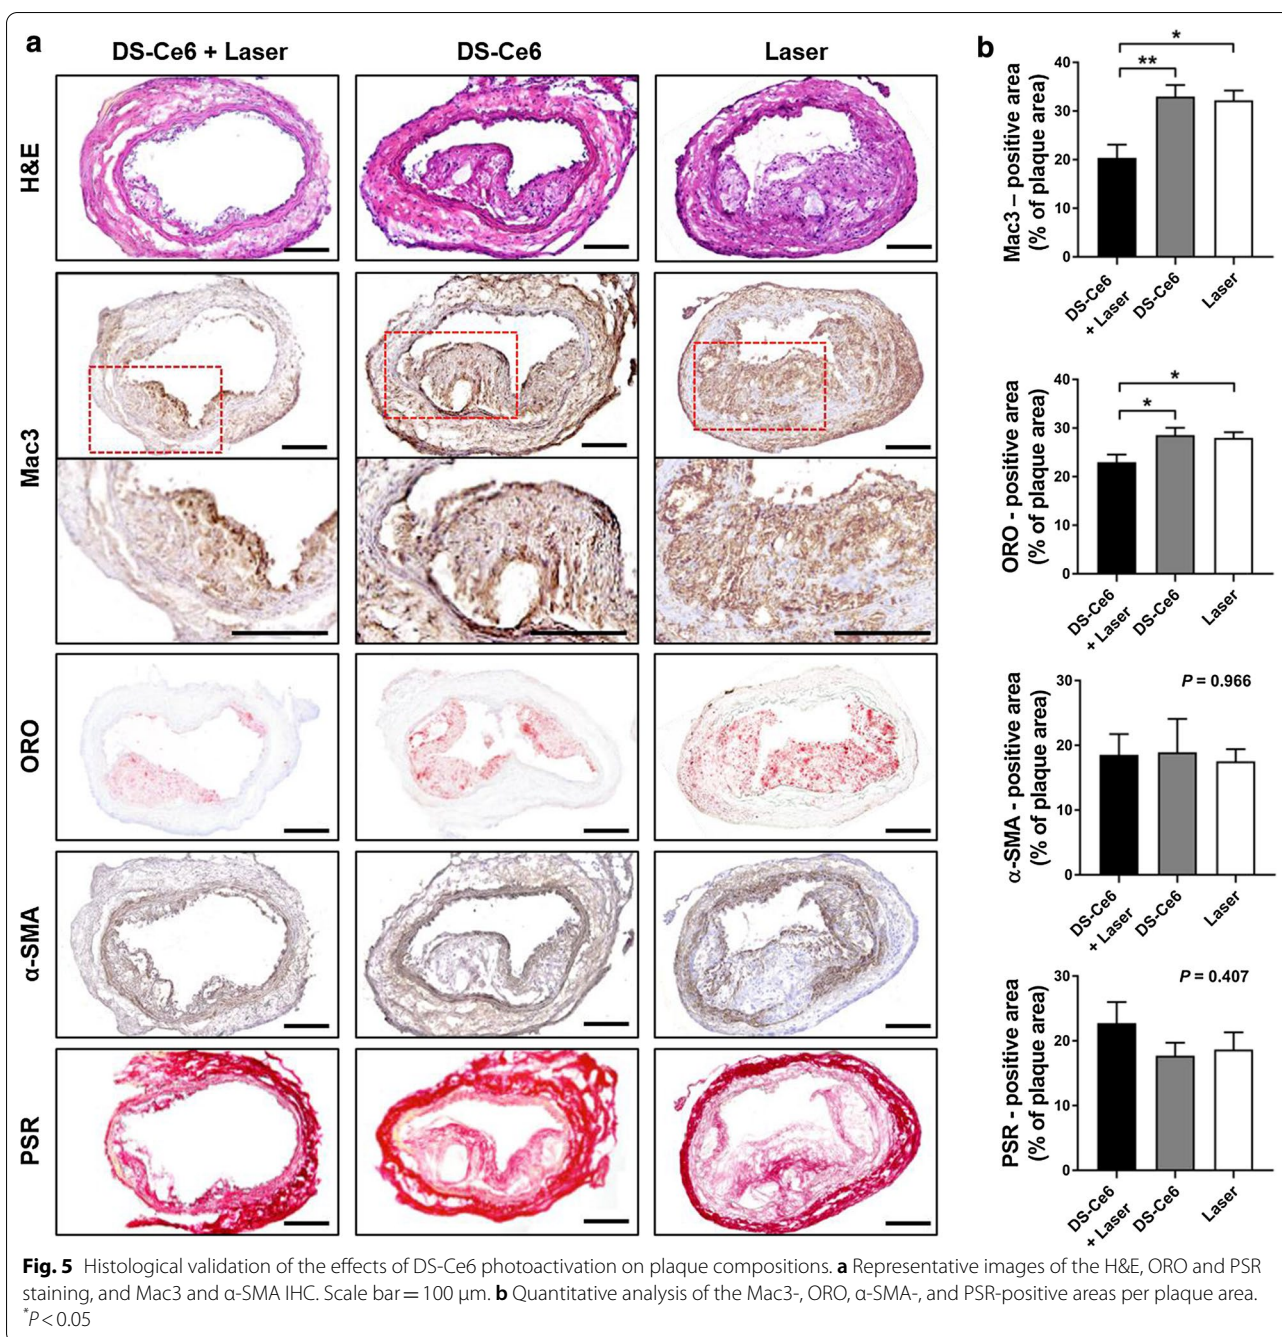 a
DS-Ce6 + Laser
DS-Ce6
Laser
H&E
Mac3
ORO
α-SMA
PSR
b
Mac3 – positive area
(% of plaque area)
40
30
20
10
0
*
**
DS-Ce6
+ Laser
DS-Ce6
Laser
ORO - positive area
(% of plaque area)
40
30
20
10
0
*
*
DS-Ce6
+ Laser
DS-Ce6
Laser
α-SMA - positive area
(% of plaque area)
30
20
10
0
P = 0.966
DS-Ce6
+ Laser
DS-Ce6
Laser
PSR - positive area
(% of plaque area)
30
20
10
0
P = 0.407
DS-Ce6
+ Laser
DS-Ce6
Laser
Fig. 5 Histological validation of the effects of DS-Ce6 photoactivation on plaque compositions. a Representative images of the H&E, ORO and PSR
staining, and Mac3 and α-SMA IHC. Scale bar = 100 μm. b Quantitative analysis of the Mac3-, ORO, α-SMA-, and PSR-positive areas per plaque area.
*P < 0.05